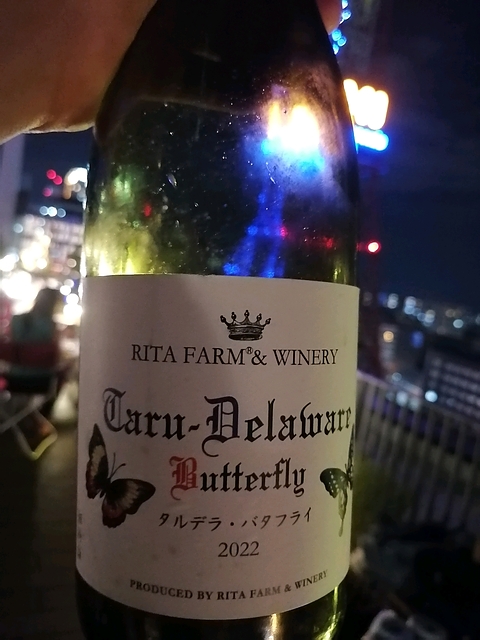 RITA FARM® & WINERY
Taru-Delaware
Butterfly
タルデラ・バタフライ
2022
PRODUCED BY RITA FARM & WINERY